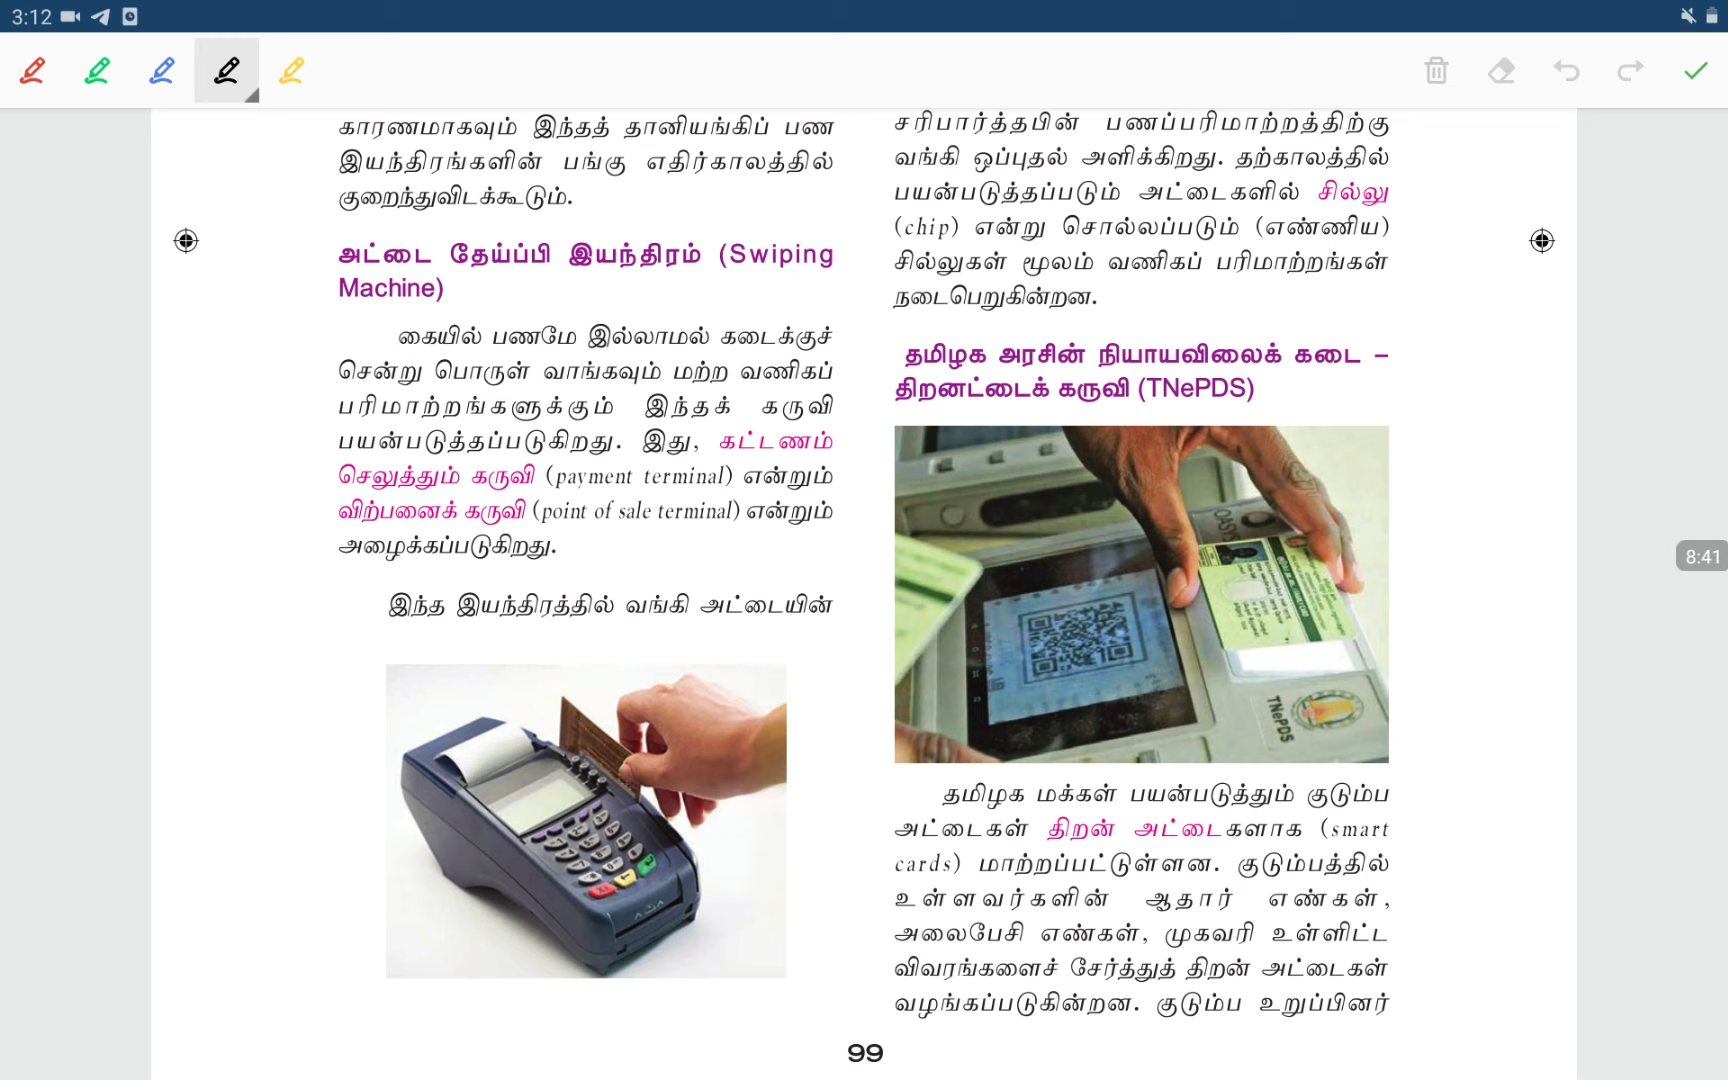 3:12
காரணமாகவும் இந்தத் தானியங்கிப் பண
இயந்திரங்களின் பங்கு எதிர்காலத்தில்
குறைந்துவிடக்கூடும்.
அட்டை தேய்ப்பி இயந்திரம் (Swiping
Machine)
கையில் பணமே இல்லாமல் கடைக்குச்
சென்று பொருள் வாங்கவும் மற்ற வணிகப்
பரிமாற்றங்களுக்கும் இந்தக் கருவி
பயன்படுத்தப்படுகிறது. இது, கட்டணம்
செலுத்தும் கருவி (payment terminal) என்றும்
விற்பனைக் கருவி (point of sale terminal) என்றும்
அழைக்கப்படுகிறது.
இந்த இயந்திரத்தில் வங்கி அட்டையின்
சரிபார்த்தபின் பணப்பரிமாற்றத்திற்கு
வங்கி ஒப்புதல் அளிக்கிறது. தற்காலத்தில்
பயன்படுத்தப்படும் அட்டைகளில் சில்லு
(chip) என்று சொல்லப்படும் (எண்ணிய)
சில்லுகள் மூலம் வணிகப் பரிமாற்றங்கள்
நடைபெறுகின்றன.
தமிழக அரசின் நியாயவிலைக் கடை –
திறனட்டைக் கருவி (TNePDS)
TNePDS
தமிழக மக்கள் பயன்படுத்தும் குடும்ப
அட்டைகள் திறன் அட்டைகளாக (smart
cards) மாற்றப்பட்டுள்ளன. குடும்பத்தில்
உள்ளவர்களின் ஆதார் எண்கள்,
அலைபேசி எண்கள், முகவரி உள்ளிட்ட
விவரங்களைச் சேர்த்துத் திறன் அட்டைகள்
வழங்கப்படுகின்றன. குடும்ப உறுப்பினர்
99
8:41